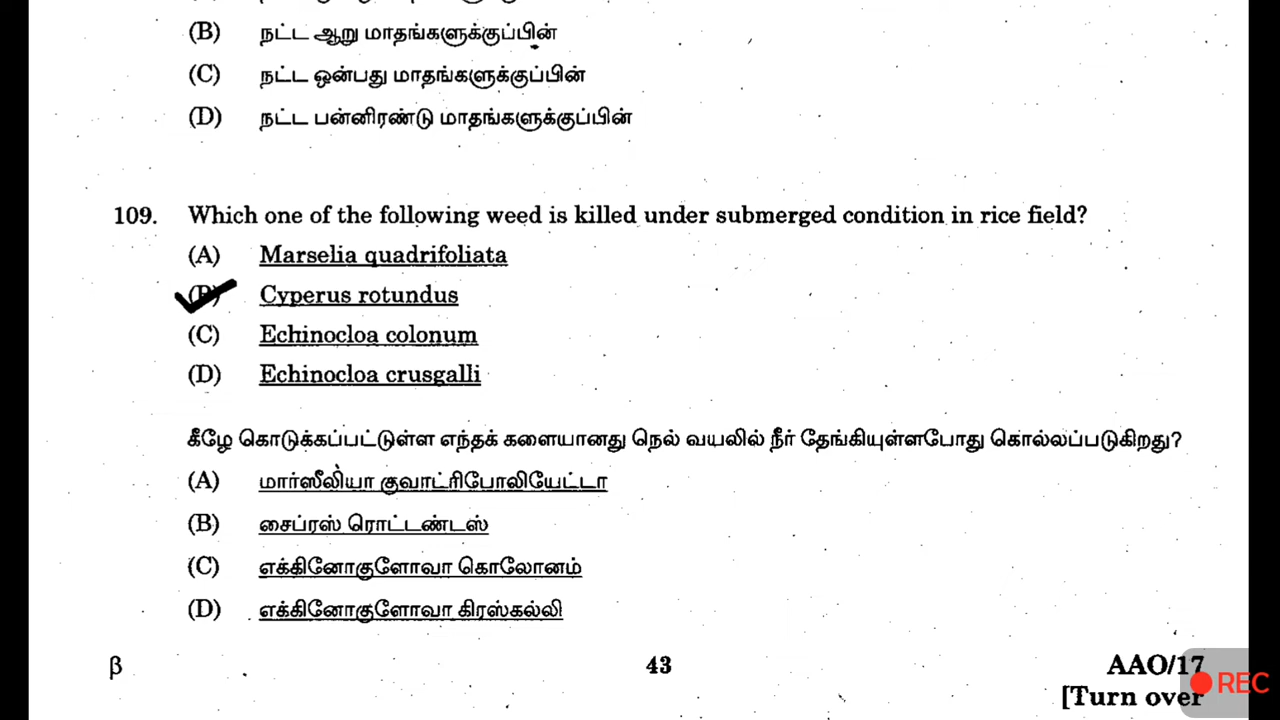 (B) நட்ட ஆறு மாதங்களுக்குப்பின்
(C) நட்ட ஒன்பது மாதங்களுக்குப்பின்
(D) நட்ட பன்னிரண்டு மாதங்களுக்குப்பின்
109. Which one of the following weed is killed under submerged condition in rice field?
(A) Marselia quadrifoliata
(B) Cyperus rotundus
(C) Echinocloa colonum
(D) Echinocloa crusgalli
கீழே கொடுக்கப்பட்டுள்ள எந்தக் களையானது நெல் வயலில் நீர் தேங்கியுள்ளபோது கொல்லப்படுகிறது?
(A) மார்ஸீலியா குவாட்ரிபோலியேட்டா
(B) சைப்ரஸ் ரொட்டண்டஸ்
(C) எக்கினோகுளோவா கொலோனம்
(D) எக்கினோகுளோவா கிரஸ்கல்லி
β 43 AAO/17
[Turn over
REC